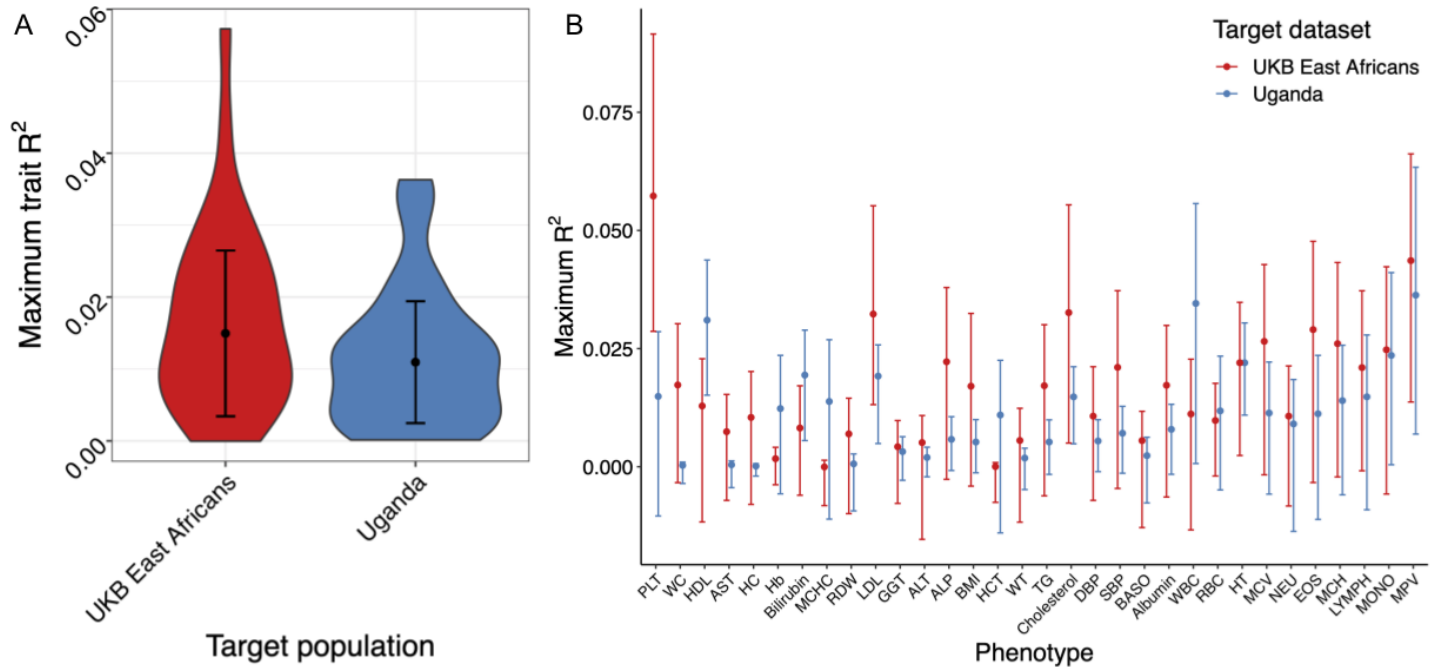 A
Maximum trait R²
0.06
0.04
0.02
0.00
UKB East Africans
Uganda
Target population
B
Target dataset
UKB East Africans
Uganda
Maximum R²
0.075
0.050
0.025
0.000
PLT
WC
HDL
AST
HC
Hb
Bilirubin
MCHC
RDW
LDL
GGT
ALT
ALP
BMI
HCT
WT
TG
Cholesterol
DBP
SBP
BASO
Albumin
WBC
RBC
HT
MCV
NEU
EOS
MCH
LYMPH
MONO
MPV
Phenotype